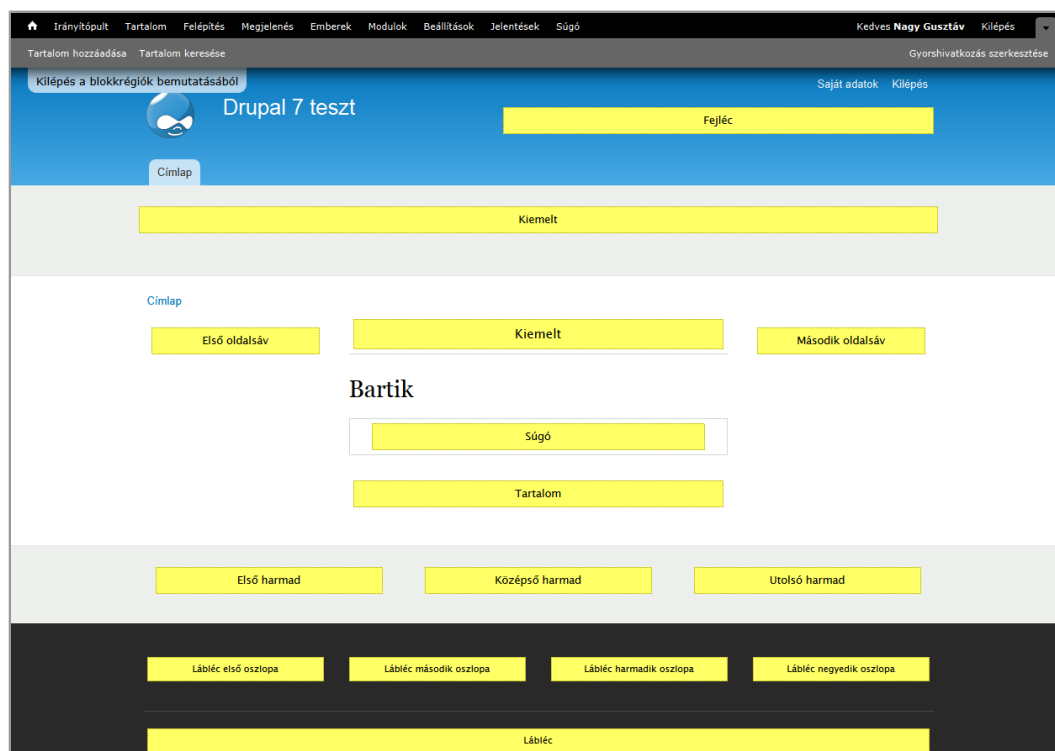 Irányítópult Tartalom Felépítés Megjelenés Emberek Modulok Beállítások Jelentések Súgó Kedves Nagy Gusztáv Kilépés
Tartalom hozzáadása Tartalom keresése Gyorshivatkozás szerkesztése
Kilépés a blokkrégiók bemutatásából
Saját adatok Kilépés
Drupal 7 teszt
Fejléc
Címlap
Kiemelt
Címlap
Első oldalsáv Kiemelt Második oldalsáv
Bartik
Súgó
Tartalom
Első harmad Középső harmad Utolsó harmad
Lábléc első oszlopa Lábléc második oszlopa Lábléc harmadik oszlopa Lábléc negyedik oszlopa
Lábléc